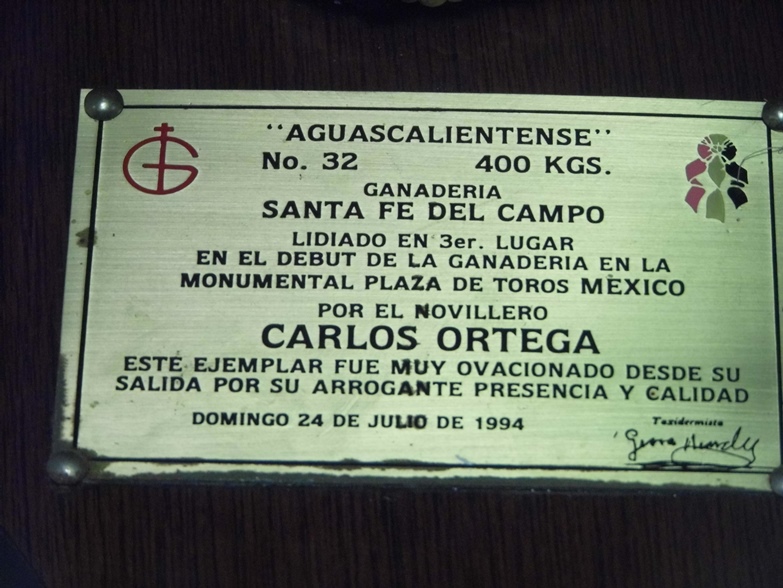 "AGUASCALIENTENSE"
No. 32 400 KGS.
GANADERIA
SANTA FE DEL CAMPO
LIDIADO EN 3er. LUGAR
EN EL DEBUT DE LA GANADERIA EN LA
MONUMENTAL PLAZA DE TOROS MEXICO
POR EL NOVILLERO
CARLOS ORTEGA
ESTE EJEMPLAR FUE MUY OVACIONADO DESDE SU
SALIDA POR SU ARROGANTE PRESENCIA Y CALIDAD
DOMINGO 24 DE JULIO DE 1994
Taxidermista